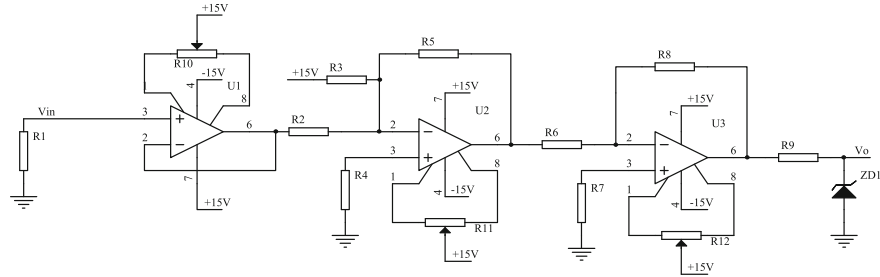 +15V
R10
-15V
U1
1
4
8
Vin
3
+
6
R1
2
−
7
+15V
R2
+15V
R3
R5
+15V
7
U2
2
−
6
3
+
R4
1
8
4
-15V
R11
+15V
R6
R8
+15V
7
U3
2
−
6
3
+
R7
1
8
4
-15V
R12
+15V
R9
Vo
ZD1